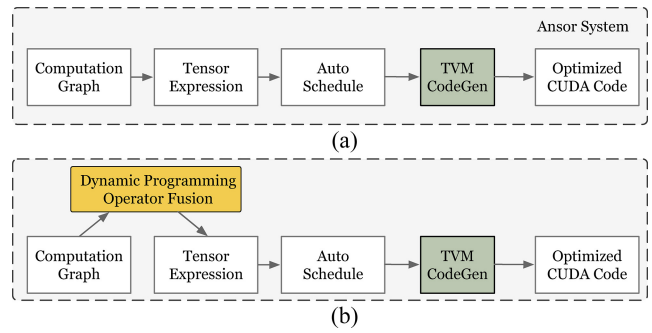 Ansor System
Computation
Graph
Tensor
Expression
Auto
Schedule
TVM
CodeGen
Optimized
CUDA Code
(a)
Dynamic Programming
Operator Fusion
Computation
Graph
Tensor
Expression
Auto
Schedule
TVM
CodeGen
Optimized
CUDA Code
(b)